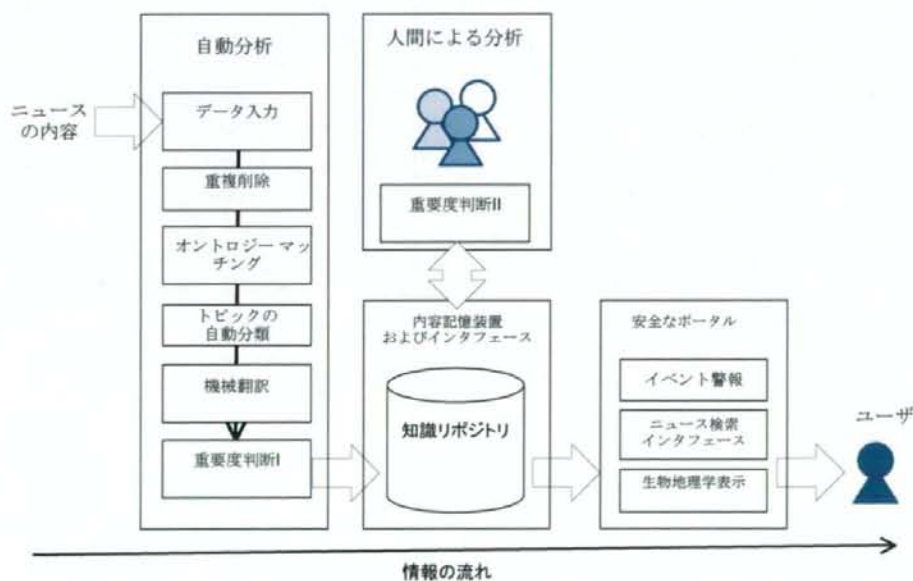 ニュース
の内容
自動分析
データ入力
重複削除
オントロジー マッ
チング
トピックの
自動分類
機械翻訳
重要度判断I
人間による分析
重要度判断II
内容記憶装置
およびインタフェース
知識リポジトリ
安全なポータル
イベント警報
ニュース検索
インタフェース
生物地理学表示
ユーザ
情報の流れ